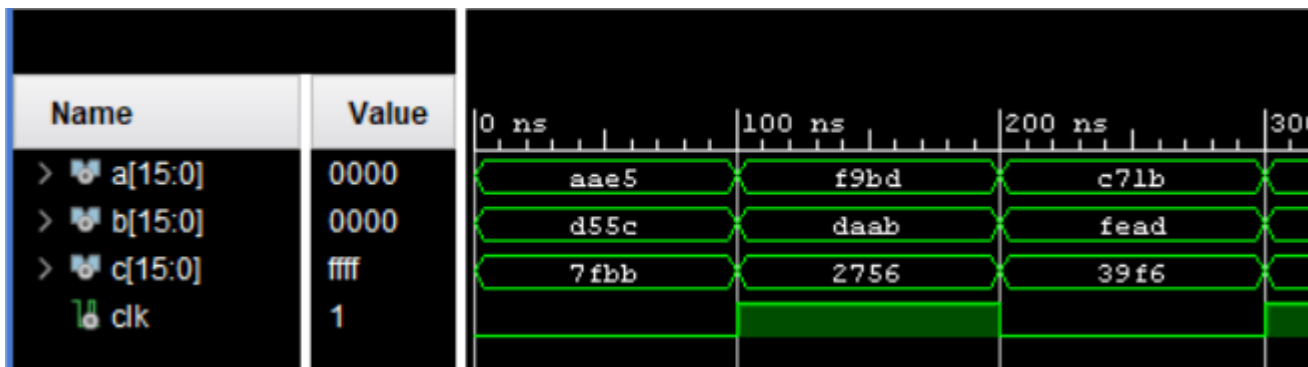 Name Value 0 ns 100 ns 200 ns 300
> a[15:0] 0000 aae5 f9bd c71b
> b[15:0] 0000 d55c daab fead
> c[15:0] ffff 7fbb 2756 39f6
clk 1